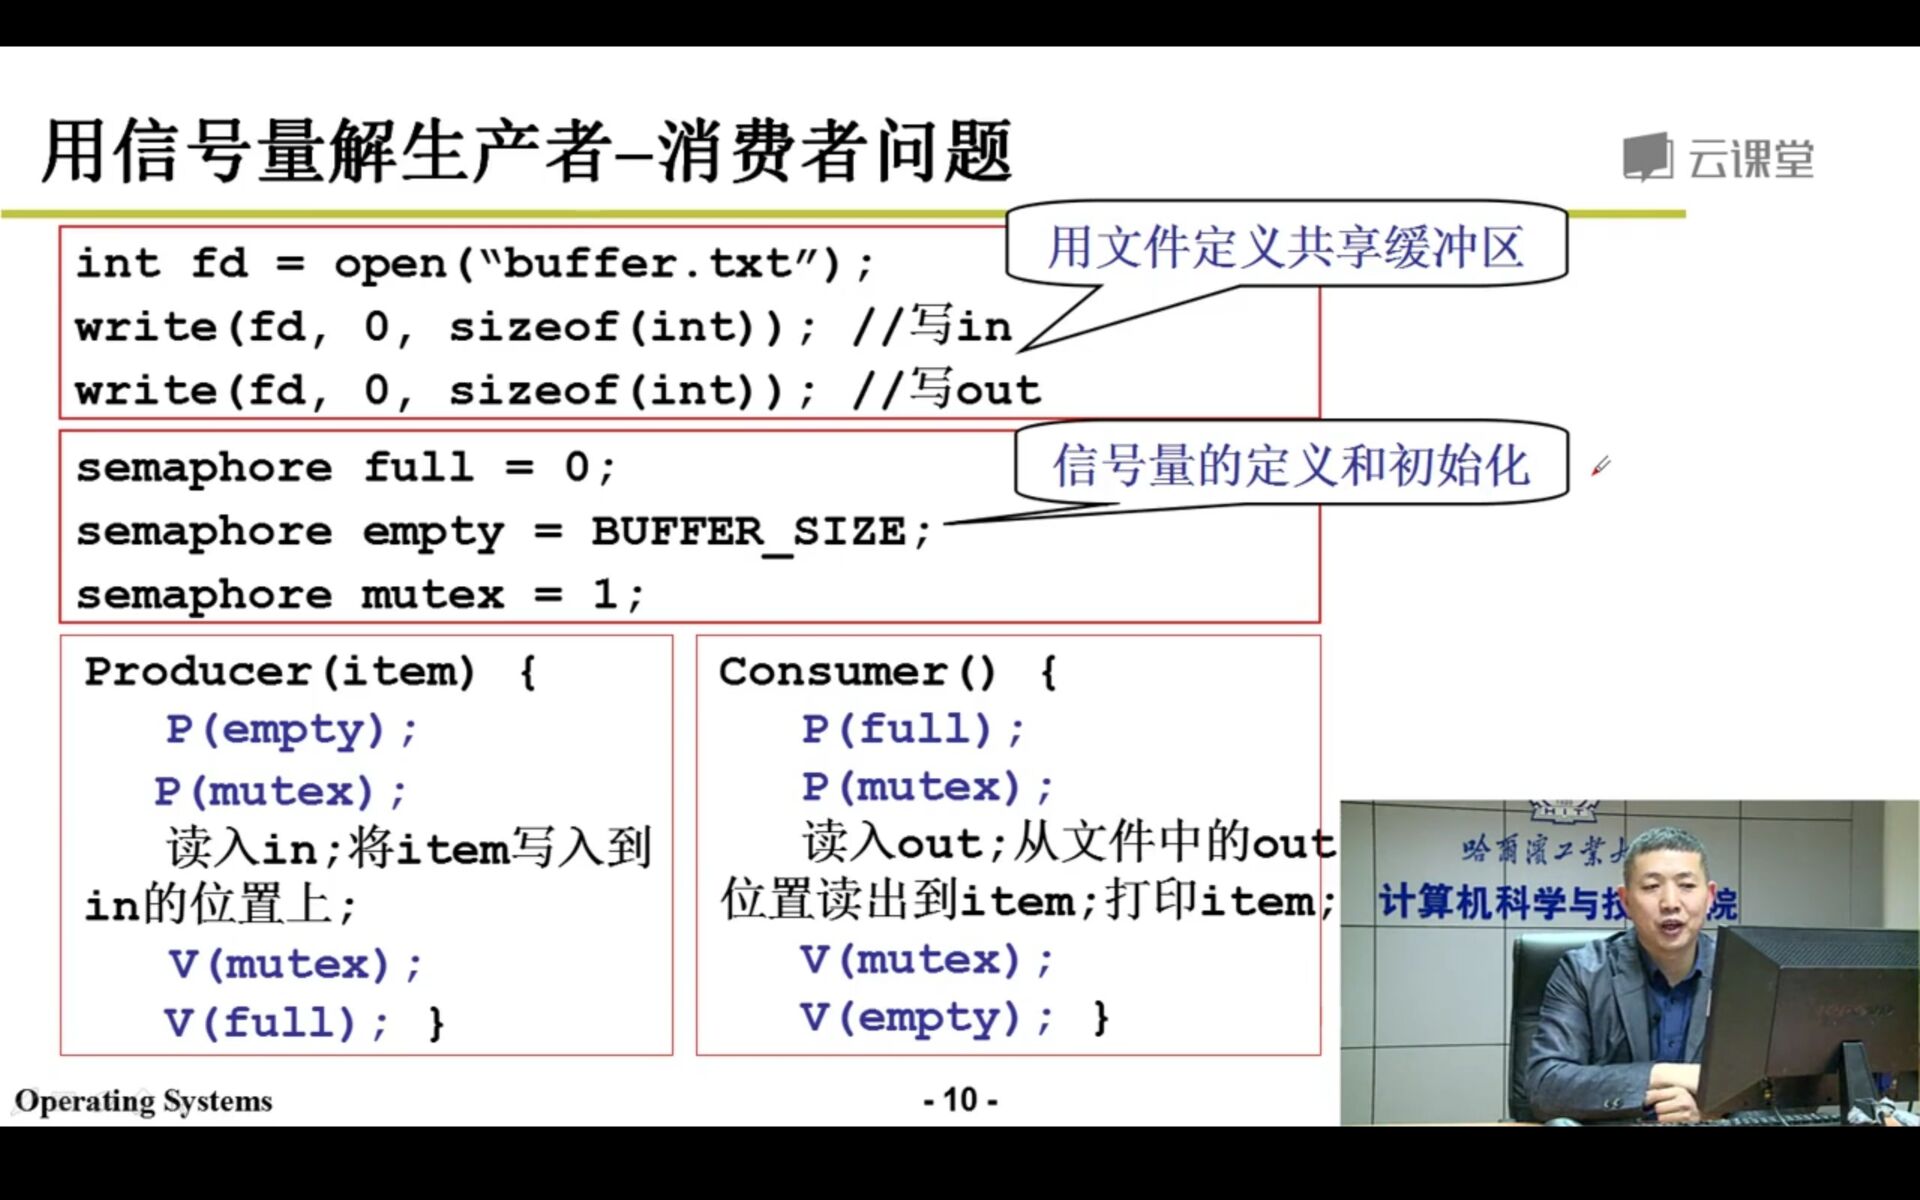 用信号量解生产者–消费者问题
云课堂
int fd = open(“buffer.txt”);
用文件定义共享缓冲区
write(fd, 0, sizeof(int)); //写in
write(fd, 0, sizeof(int)); //写out
semaphore full = 0;
信号量的定义和初始化
semaphore empty = BUFFER_SIZE;
semaphore mutex = 1;
Producer(item) {
P(empty);
P(mutex);
读入in;将item写入到
in的位置上;
V(mutex);
V(full); }
Consumer() {
P(full);
P(mutex);
读入out;从文件中的out
位置读出到item;打印item;
V(mutex);
V(empty); }
HIT
哈爾濱工業大
计算机科学与技 院
Operating Systems
- 10 -